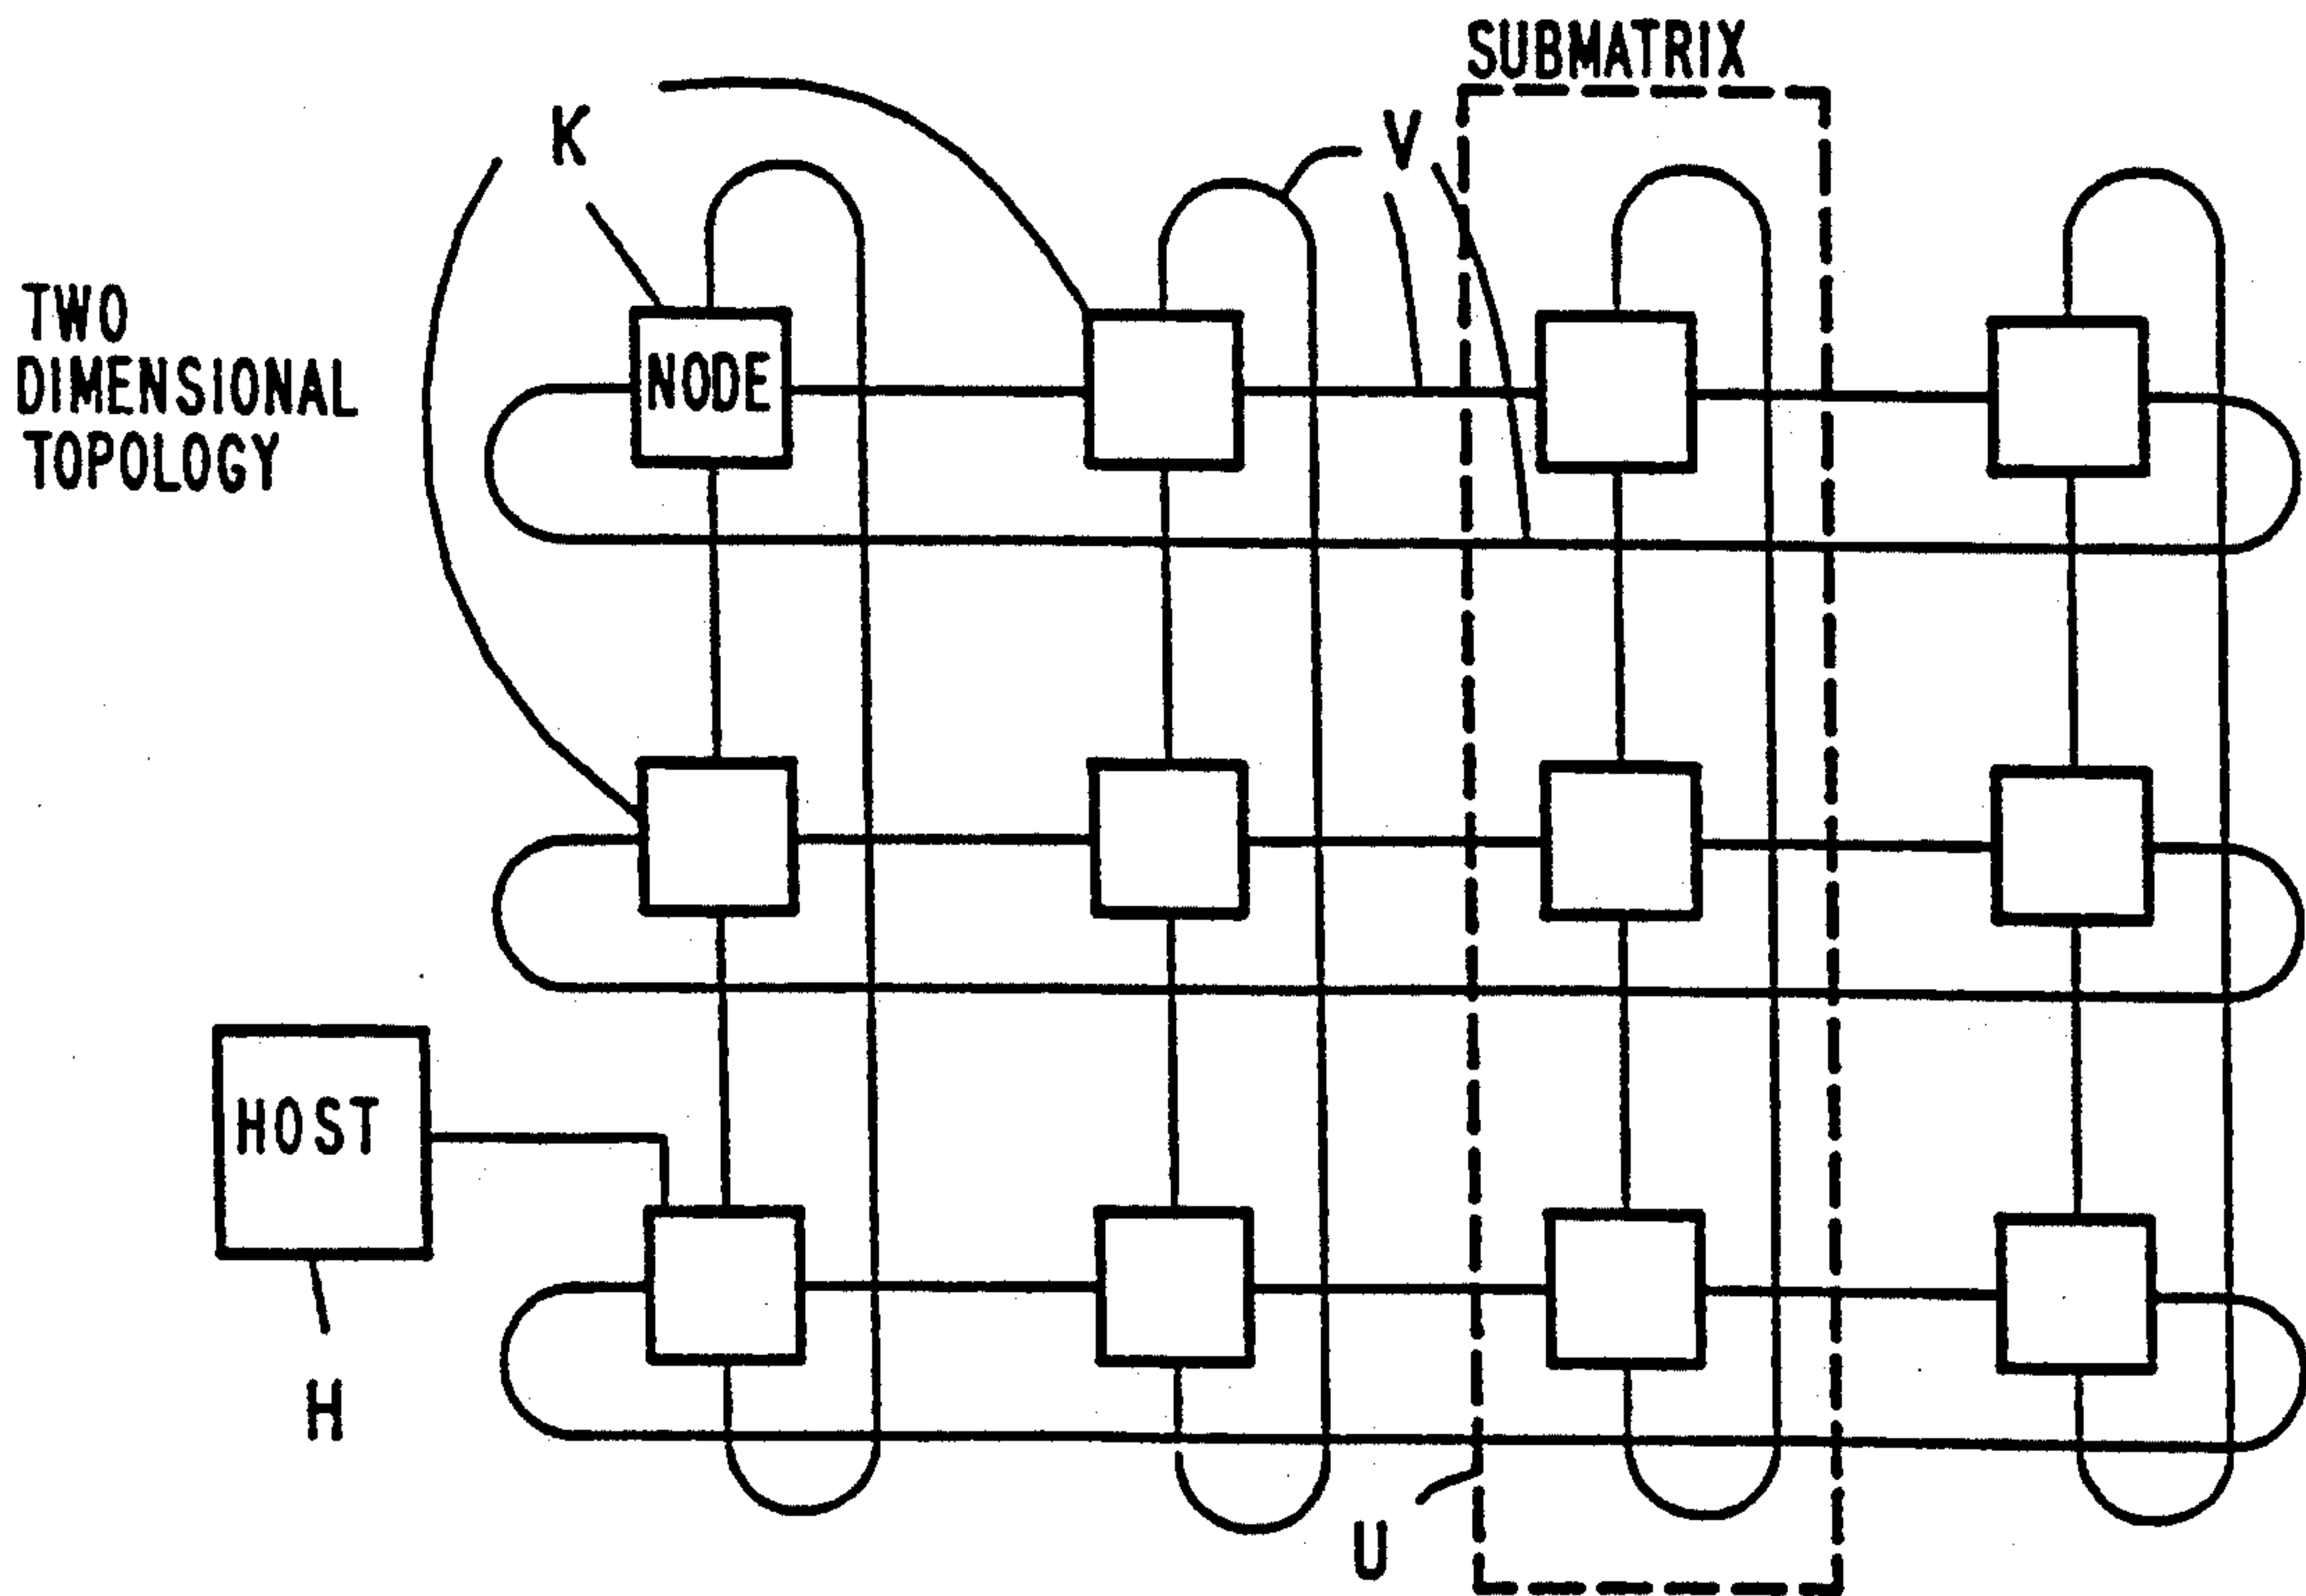 SUBMATRIX
K
V
TWO
DIMENSIONAL
TOPOLOGY
NODE
HOST
H
U